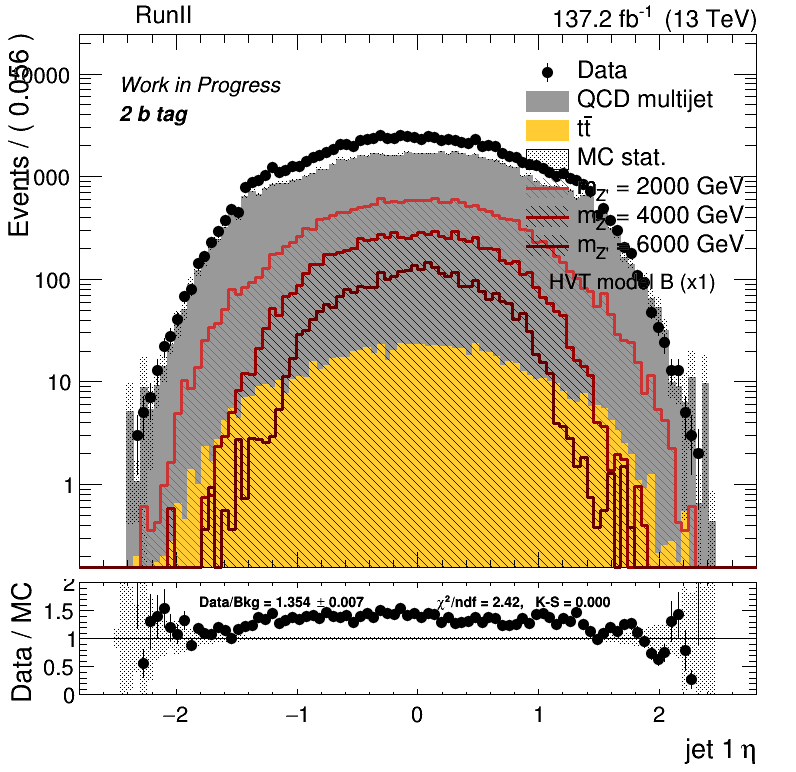 RunII
137.2 fb⁻¹ (13 TeV)
Events / ( 0.056 )
10000
1000
100
10
1
Work in Progress
2 b tag
Data
QCD multijet
tt̄
MC stat.
m_Z' = 2000 GeV
m_Z' = 4000 GeV
m_Z' = 6000 GeV
HVT model B (x1)
Data / MC
2
1.5
1
0.5
0
Data/Bkg = 1.354 ± 0.007
χ²/ndf = 2.42, K-S = 0.000
−2 −1 0 1 2
jet 1 η